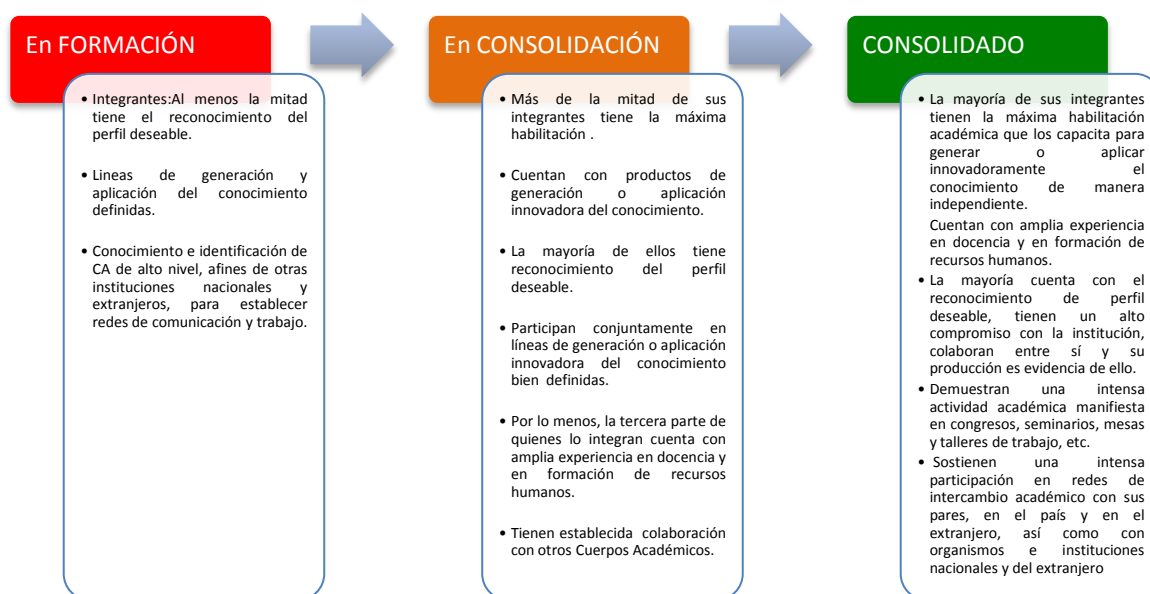 En FORMACIÓN
• Integrantes:Al menos la mitad
tiene el reconocimiento del
perfil deseable.
• Lineas de generación y
aplicación del conocimiento
definidas.
• Conocimiento e identificación de
CA de alto nivel, afines de otras
instituciones nacionales y
extranjeros, para establecer
redes de comunicación y trabajo.
En CONSOLIDACIÓN
• Más de la mitad de sus
integrantes tiene la máxima
habilitación .
• Cuentan con productos de
generación o aplicación
innovadora del conocimiento.
• La mayoría de ellos tiene
reconocimiento del perfil
deseable.
• Participan conjuntamente en
líneas de generación o aplicación
innovadora del conocimiento
bien definidas.
• Por lo menos, la tercera parte de
quienes lo integran cuenta con
amplia experiencia en docencia y
en formación de recursos
humanos.
• Tienen establecida colaboración
con otros Cuerpos Académicos.
CONSOLIDADO
• La mayoría de sus integrantes
tienen la máxima habilitación
académica que los capacita para
generar o aplicar
innovadoramente el
conocimiento de manera
independiente.
Cuentan con amplia experiencia
en docencia y en formación de
recursos humanos.
• La mayoría cuenta con el
reconocimiento de perfil
deseable, tienen un alto
compromiso con la institución,
colaboran entre sí y su
producción es evidencia de ello.
• Demuestran una intensa
actividad académica manifiesta
en congresos, seminarios, mesas
y talleres de trabajo, etc.
• Sostienen una intensa
participación en redes de
intercambio académico con sus
pares, en el país y en el
extranjero, así como con
organismos e instituciones
nacionales y del extranjero